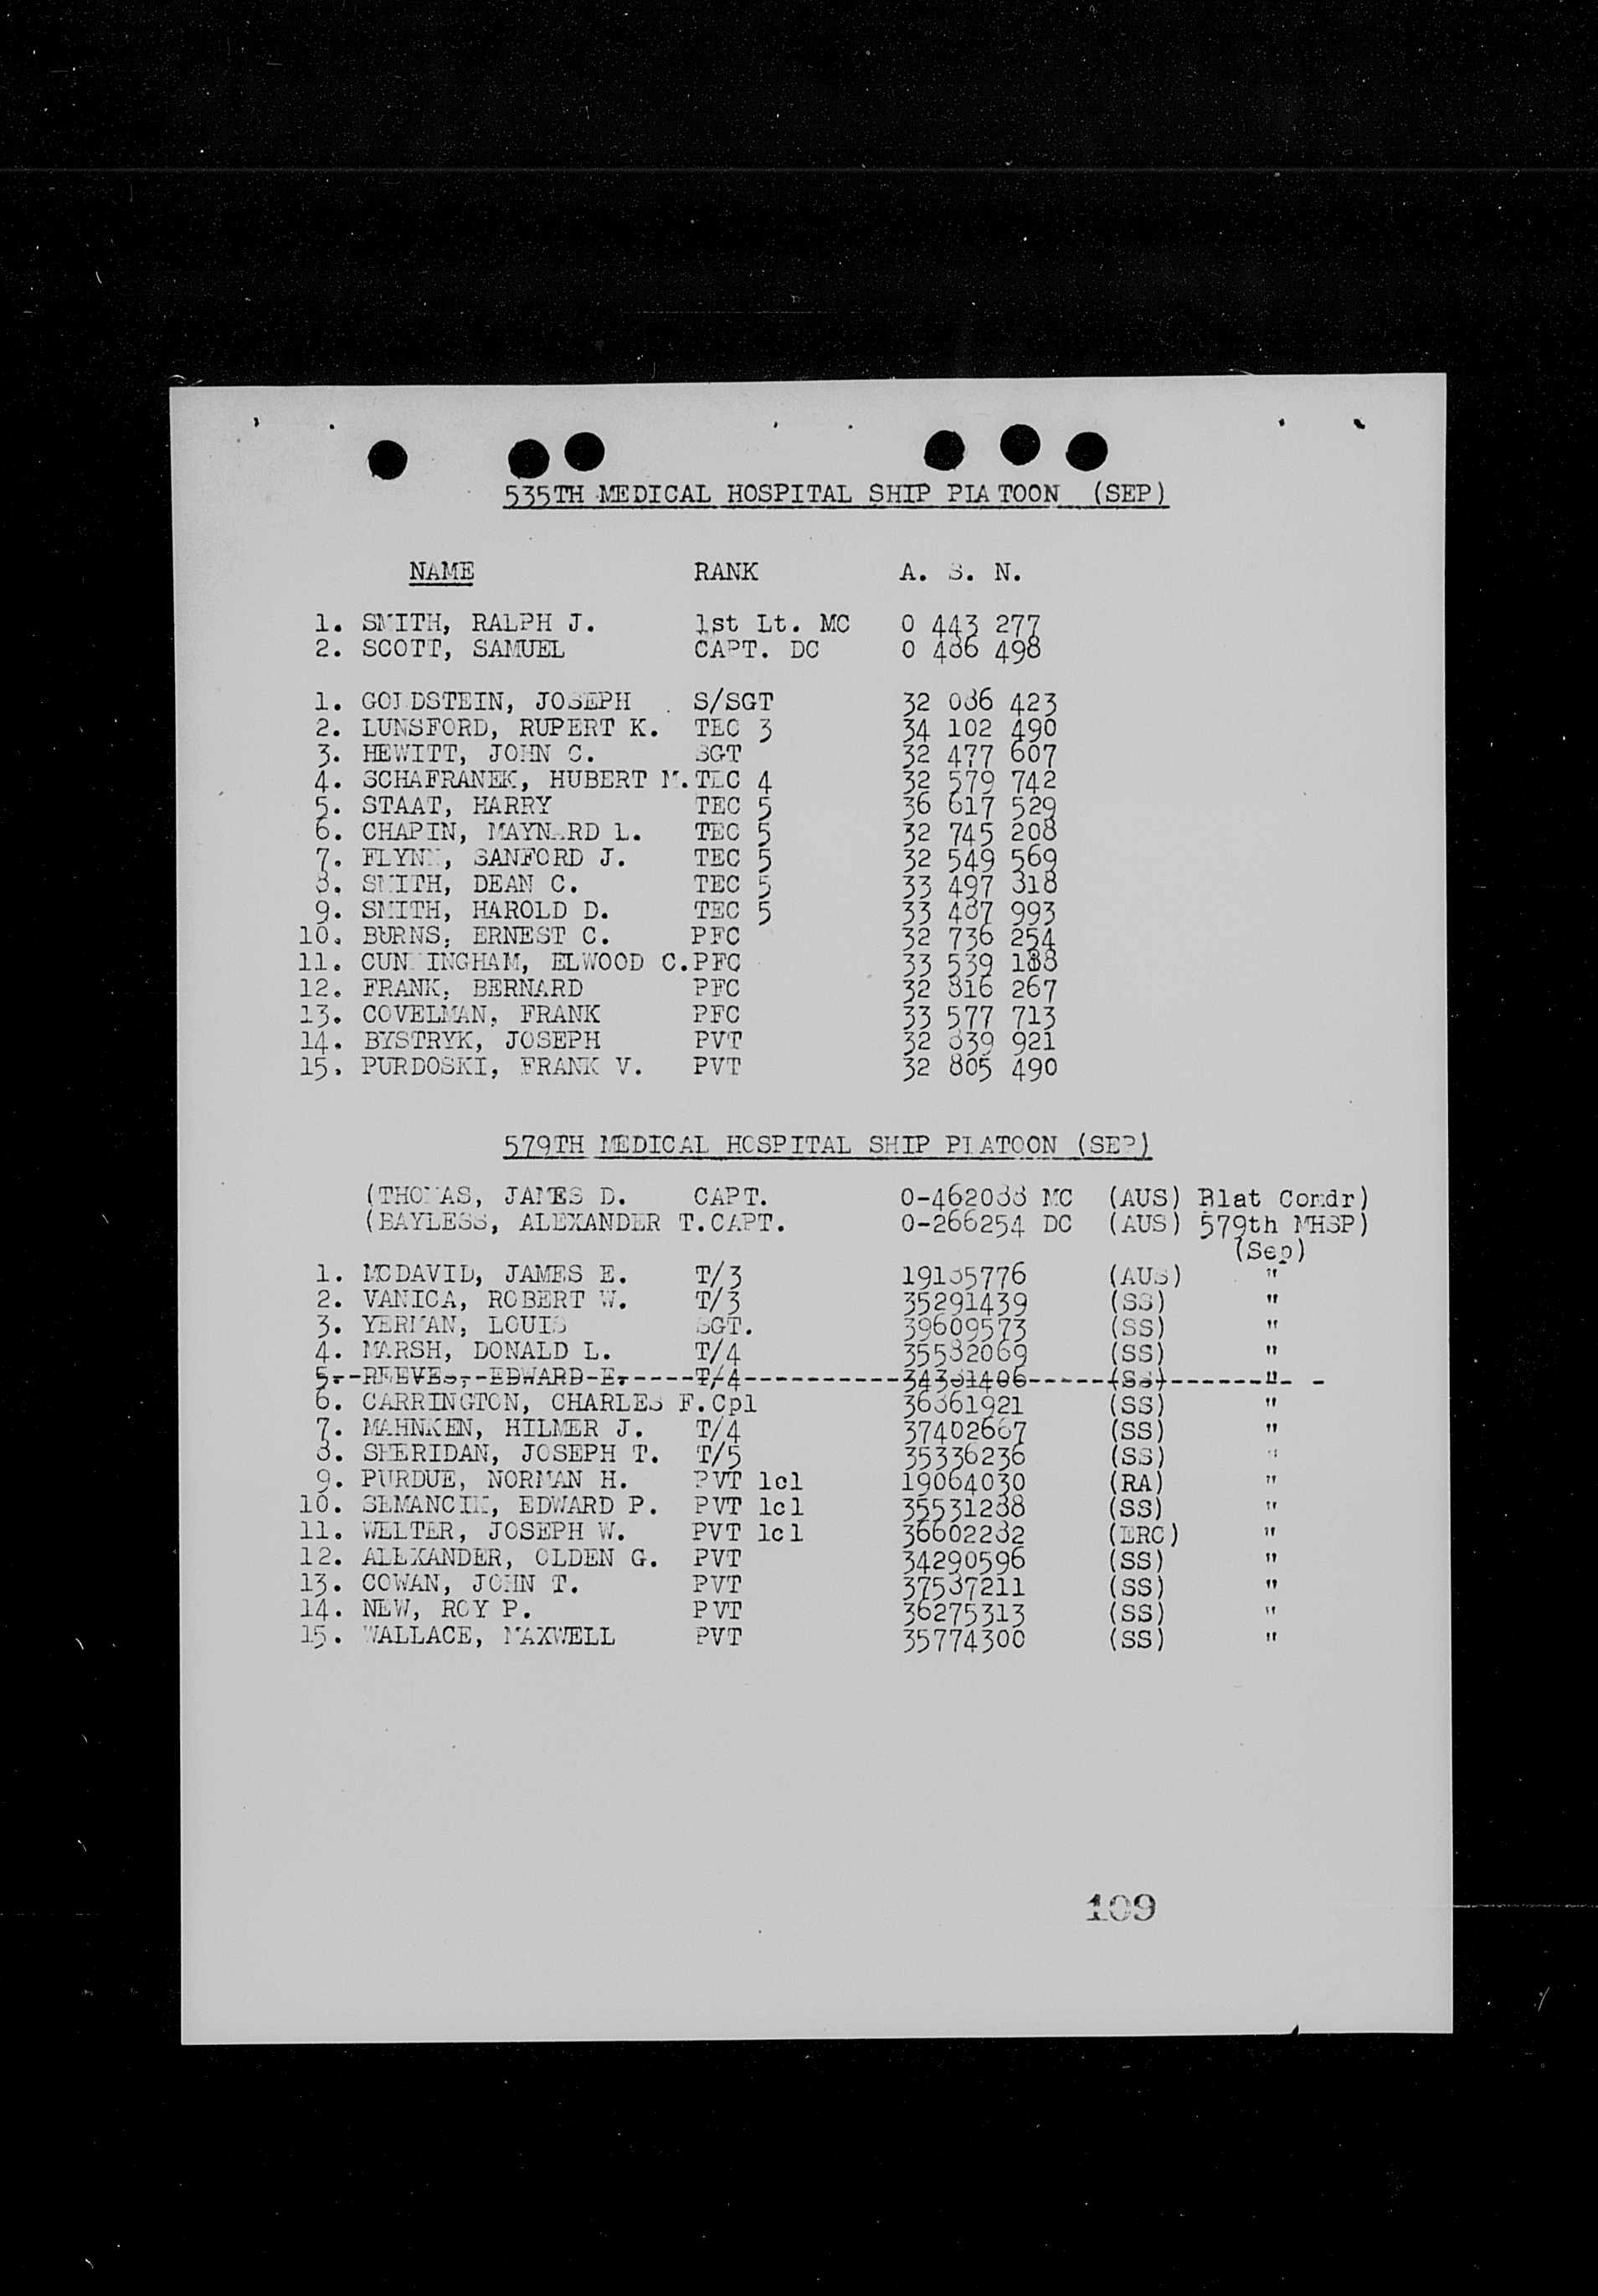 535TH MEDICAL HOSPITAL SHIP PLATOON (SEP)
NAME RANK A. S. N.
1. SMITH, RALPH J. 1st Lt. MC 0 443 277
2. SCOTT, SAMUEL CAPT. DC 0 486 498
1. GOLDSTEIN, JOSEPH S/SGT 32 086 423
2. LUNSFORD, RUPERT K. TEC 3 34 102 490
3. HEWITT, JOHN C. SGT 32 477 607
4. SCHAFRANEK, HUBERT M. TEC 4 32 579 742
5. STAAT, HARRY TEC 5 36 617 529
6. CHAPIN, MAYNARD L. TEC 5 32 745 208
7. FLYNN, SANFORD J. TEC 5 32 549 569
8. SMITH, DEAN C. TEC 5 33 497 318
9. SMITH, HAROLD D. TEC 5 33 487 993
10. BURNS, ERNEST C. PFC 32 736 254
11. CUNNINGHAM, ELWOOD C. PFC 33 539 188
12. FRANK, BERNARD PFC 32 816 267
13. COVELMAN, FRANK PFC 33 577 713
14. BYSTRYK, JOSEPH PVT 32 839 921
15. PURDOSKI, FRANK V. PVT 32 805 490
579TH MEDICAL HOSPITAL SHIP PLATOON (SEP)
(THOMAS, JAMES D. CAPT. 0-462088 MC (AUS) Plat Comdr)
(BAYLESS, ALEXANDER T. CAPT. 0-266254 DC (AUS) 579th MHSP)
(Sep)
1. MCDAVID, JAMES E. T/3 19185776 (AUS) "
2. VANICA, ROBERT W. T/3 35291439 (SS) "
3. YERMAN, LOUIS SGT. 39609573 (SS) "
4. MARSH, DONALD L. T/4 35582069 (SS) "
5. REEVES, EDWARD E. T/4 34381406 (SS) "
6. CARRINGTON, CHARLES F. Cpl 36361921 (SS) "
7. MAHNKEN, HILMER J. T/4 37402667 (SS) "
8. SHERIDAN, JOSEPH T. T/5 35336236 (SS) "
9. PURDUE, NORMAN H. PVT 1cl 19064030 (RA) "
10. SEMANCIK, EDWARD P. PVT 1cl 35531288 (SS) "
11. WELTER, JOSEPH W. PVT 1cl 36602282 (ERC) "
12. ALEXANDER, OLDEN G. PVT 34290596 (SS) "
13. COWAN, JOHN T. PVT 37537211 (SS) "
14. NEW, ROY P. PVT 36275313 (SS) "
15. WALLACE, MAXWELL PVT 35774300 (SS) "
109